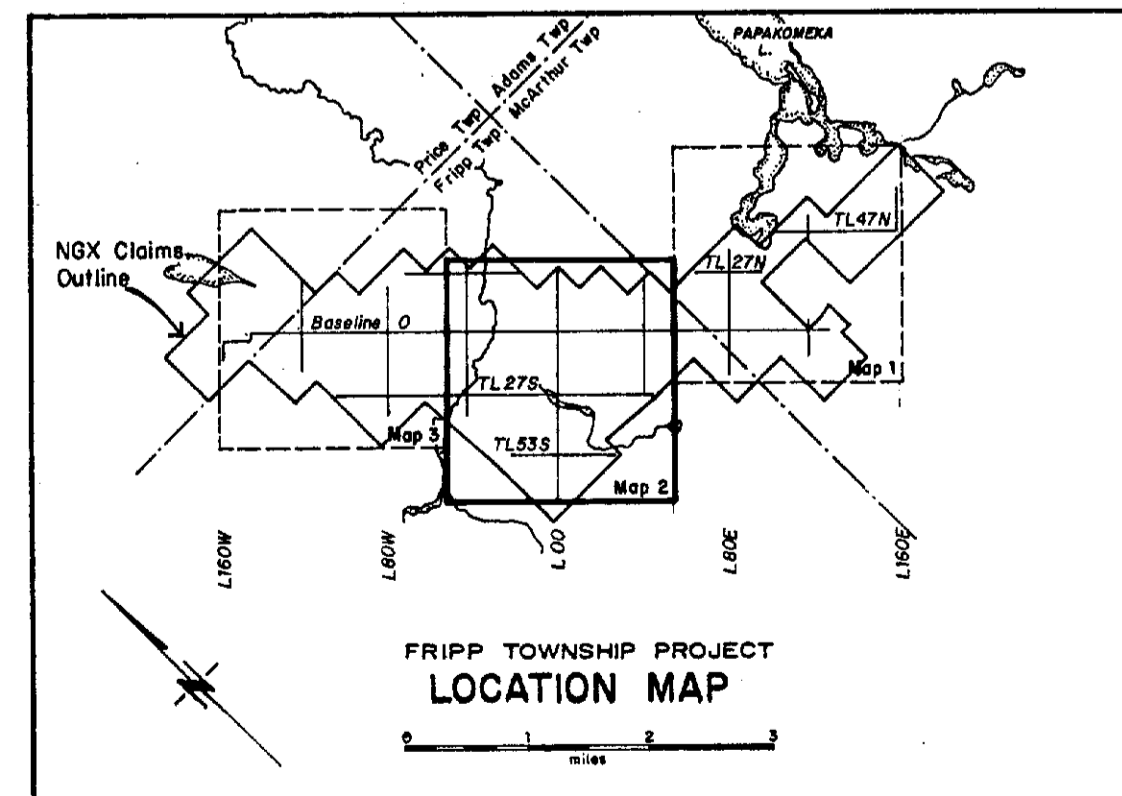 PAPAKOMEKA
L.
Price Twp Adams Twp
Fripp Twp McArthur Twp
NGX Claims
Outline
TL47N
TL27N
Baseline 0
Map 1
TL27S
Map 3
TL53S
Map 2
L160W
L80W
L00
L80E
L160E
N
FRIPP TOWNSHIP PROJECT
LOCATION MAP
0 1 2 3
miles